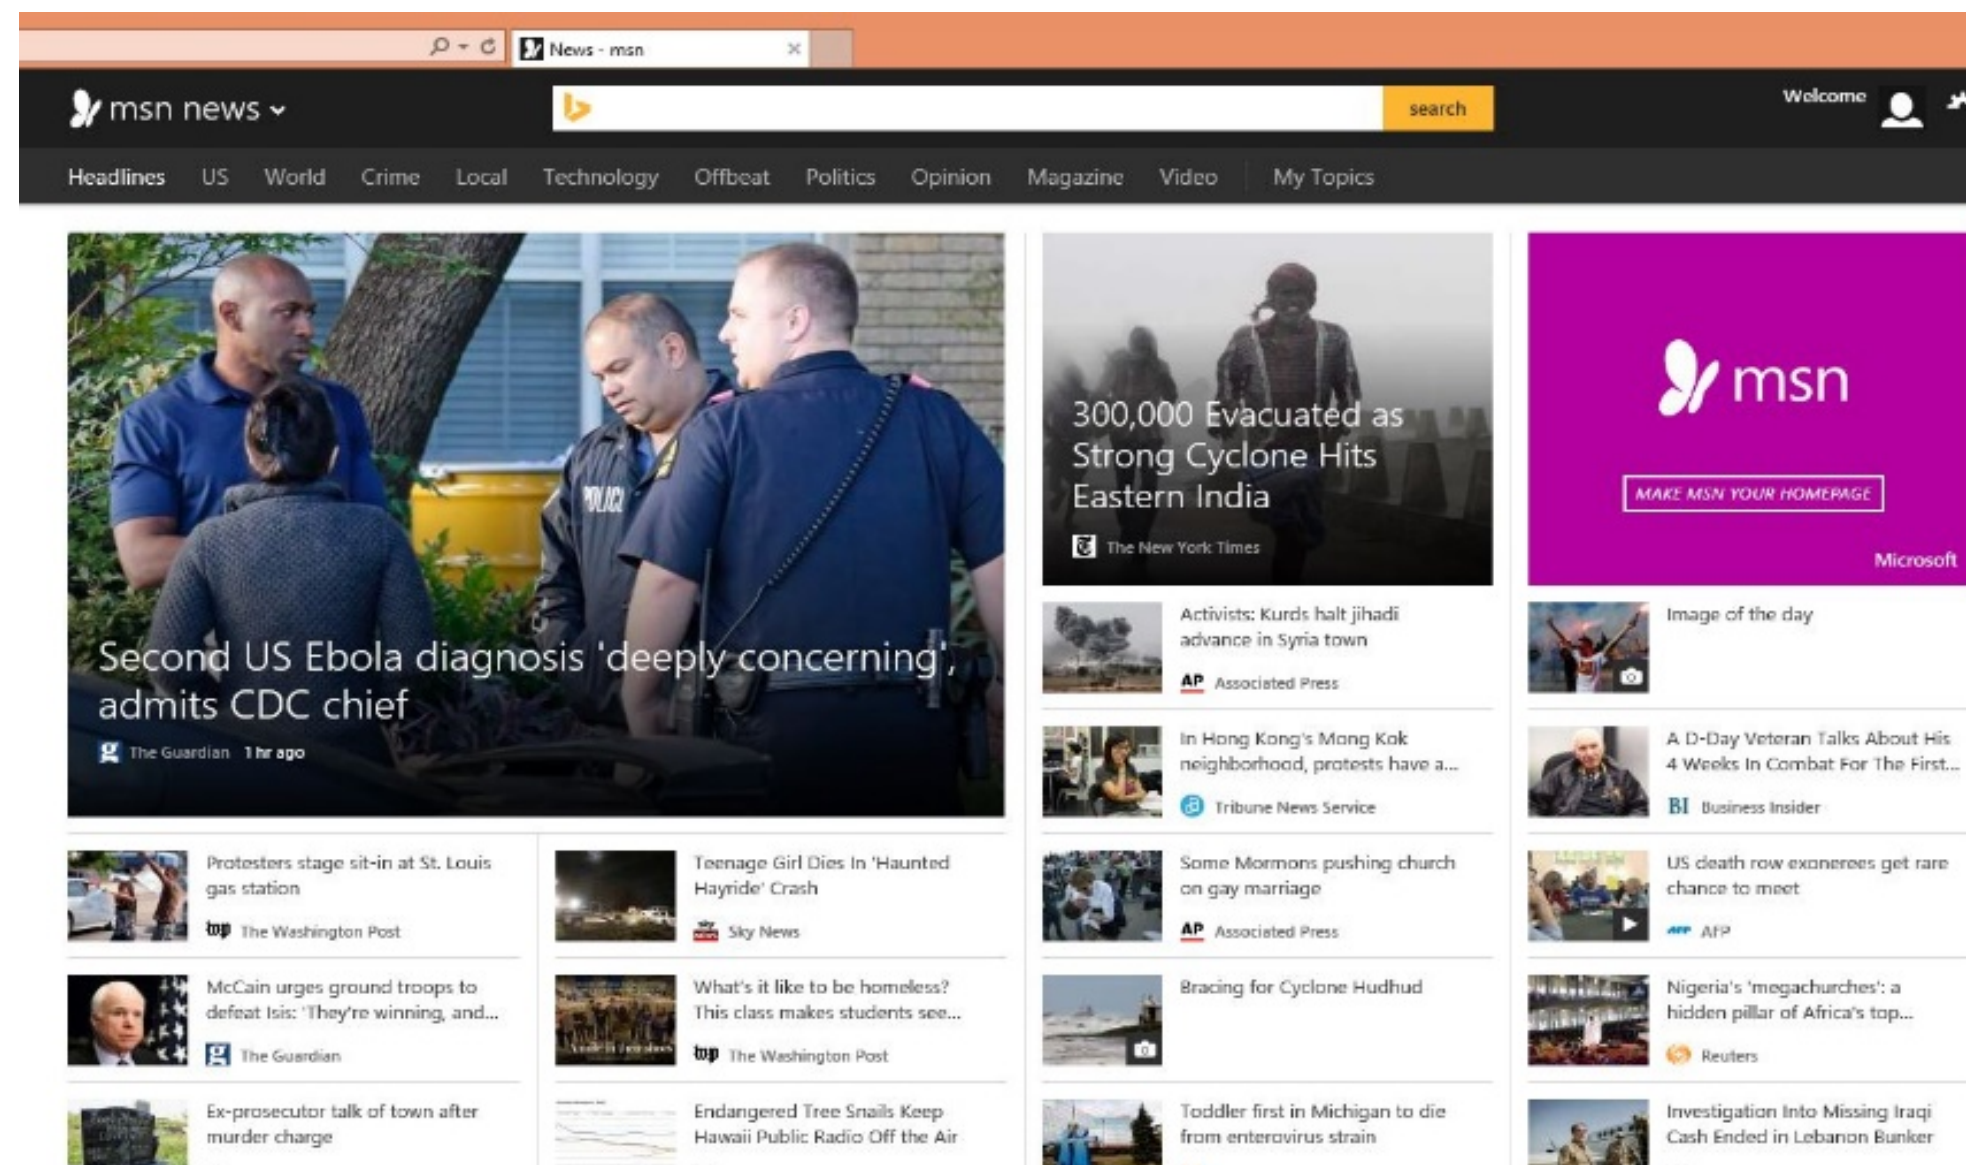 News - msn
msn news
search
Welcome
Headlines US World Crime Local Technology Offbeat Politics Opinion Magazine Video My Topics
POLICE
Second US Ebola diagnosis 'deeply concerning',
admits CDC chief
The Guardian 1 hr ago
300,000 Evacuated as
Strong Cyclone Hits
Eastern India
The New York Times
msn
MAKE MSN YOUR HOMEPAGE
Microsoft
Activists: Kurds halt jihadi
advance in Syria town
AP Associated Press
Image of the day
In Hong Kong's Mong Kok
neighborhood, protests have a...
Tribune News Service
A D-Day Veteran Talks About His
4 Weeks In Combat For The First...
BI Business Insider
Protesters stage sit-in at St. Louis
gas station
wp The Washington Post
Teenage Girl Dies In 'Haunted
Hayride' Crash
sky news Sky News
Some Mormons pushing church
on gay marriage
AP Associated Press
US death row exonerees get rare
chance to meet
AFP AFP
McCain urges ground troops to
defeat Isis: 'They're winning, and...
g The Guardian
What's it like to be homeless?
This class makes students see...
wp The Washington Post
Bracing for Cyclone Hudhud
Nigeria's 'megachurches': a
hidden pillar of Africa's top...
Reuters
Ex-prosecutor talk of town after
murder charge
Endangered Tree Snails Keep
Hawaii Public Radio Off the Air
Toddler first in Michigan to die
from enterovirus strain
Investigation Into Missing Iraqi
Cash Ended in Lebanon Bunker